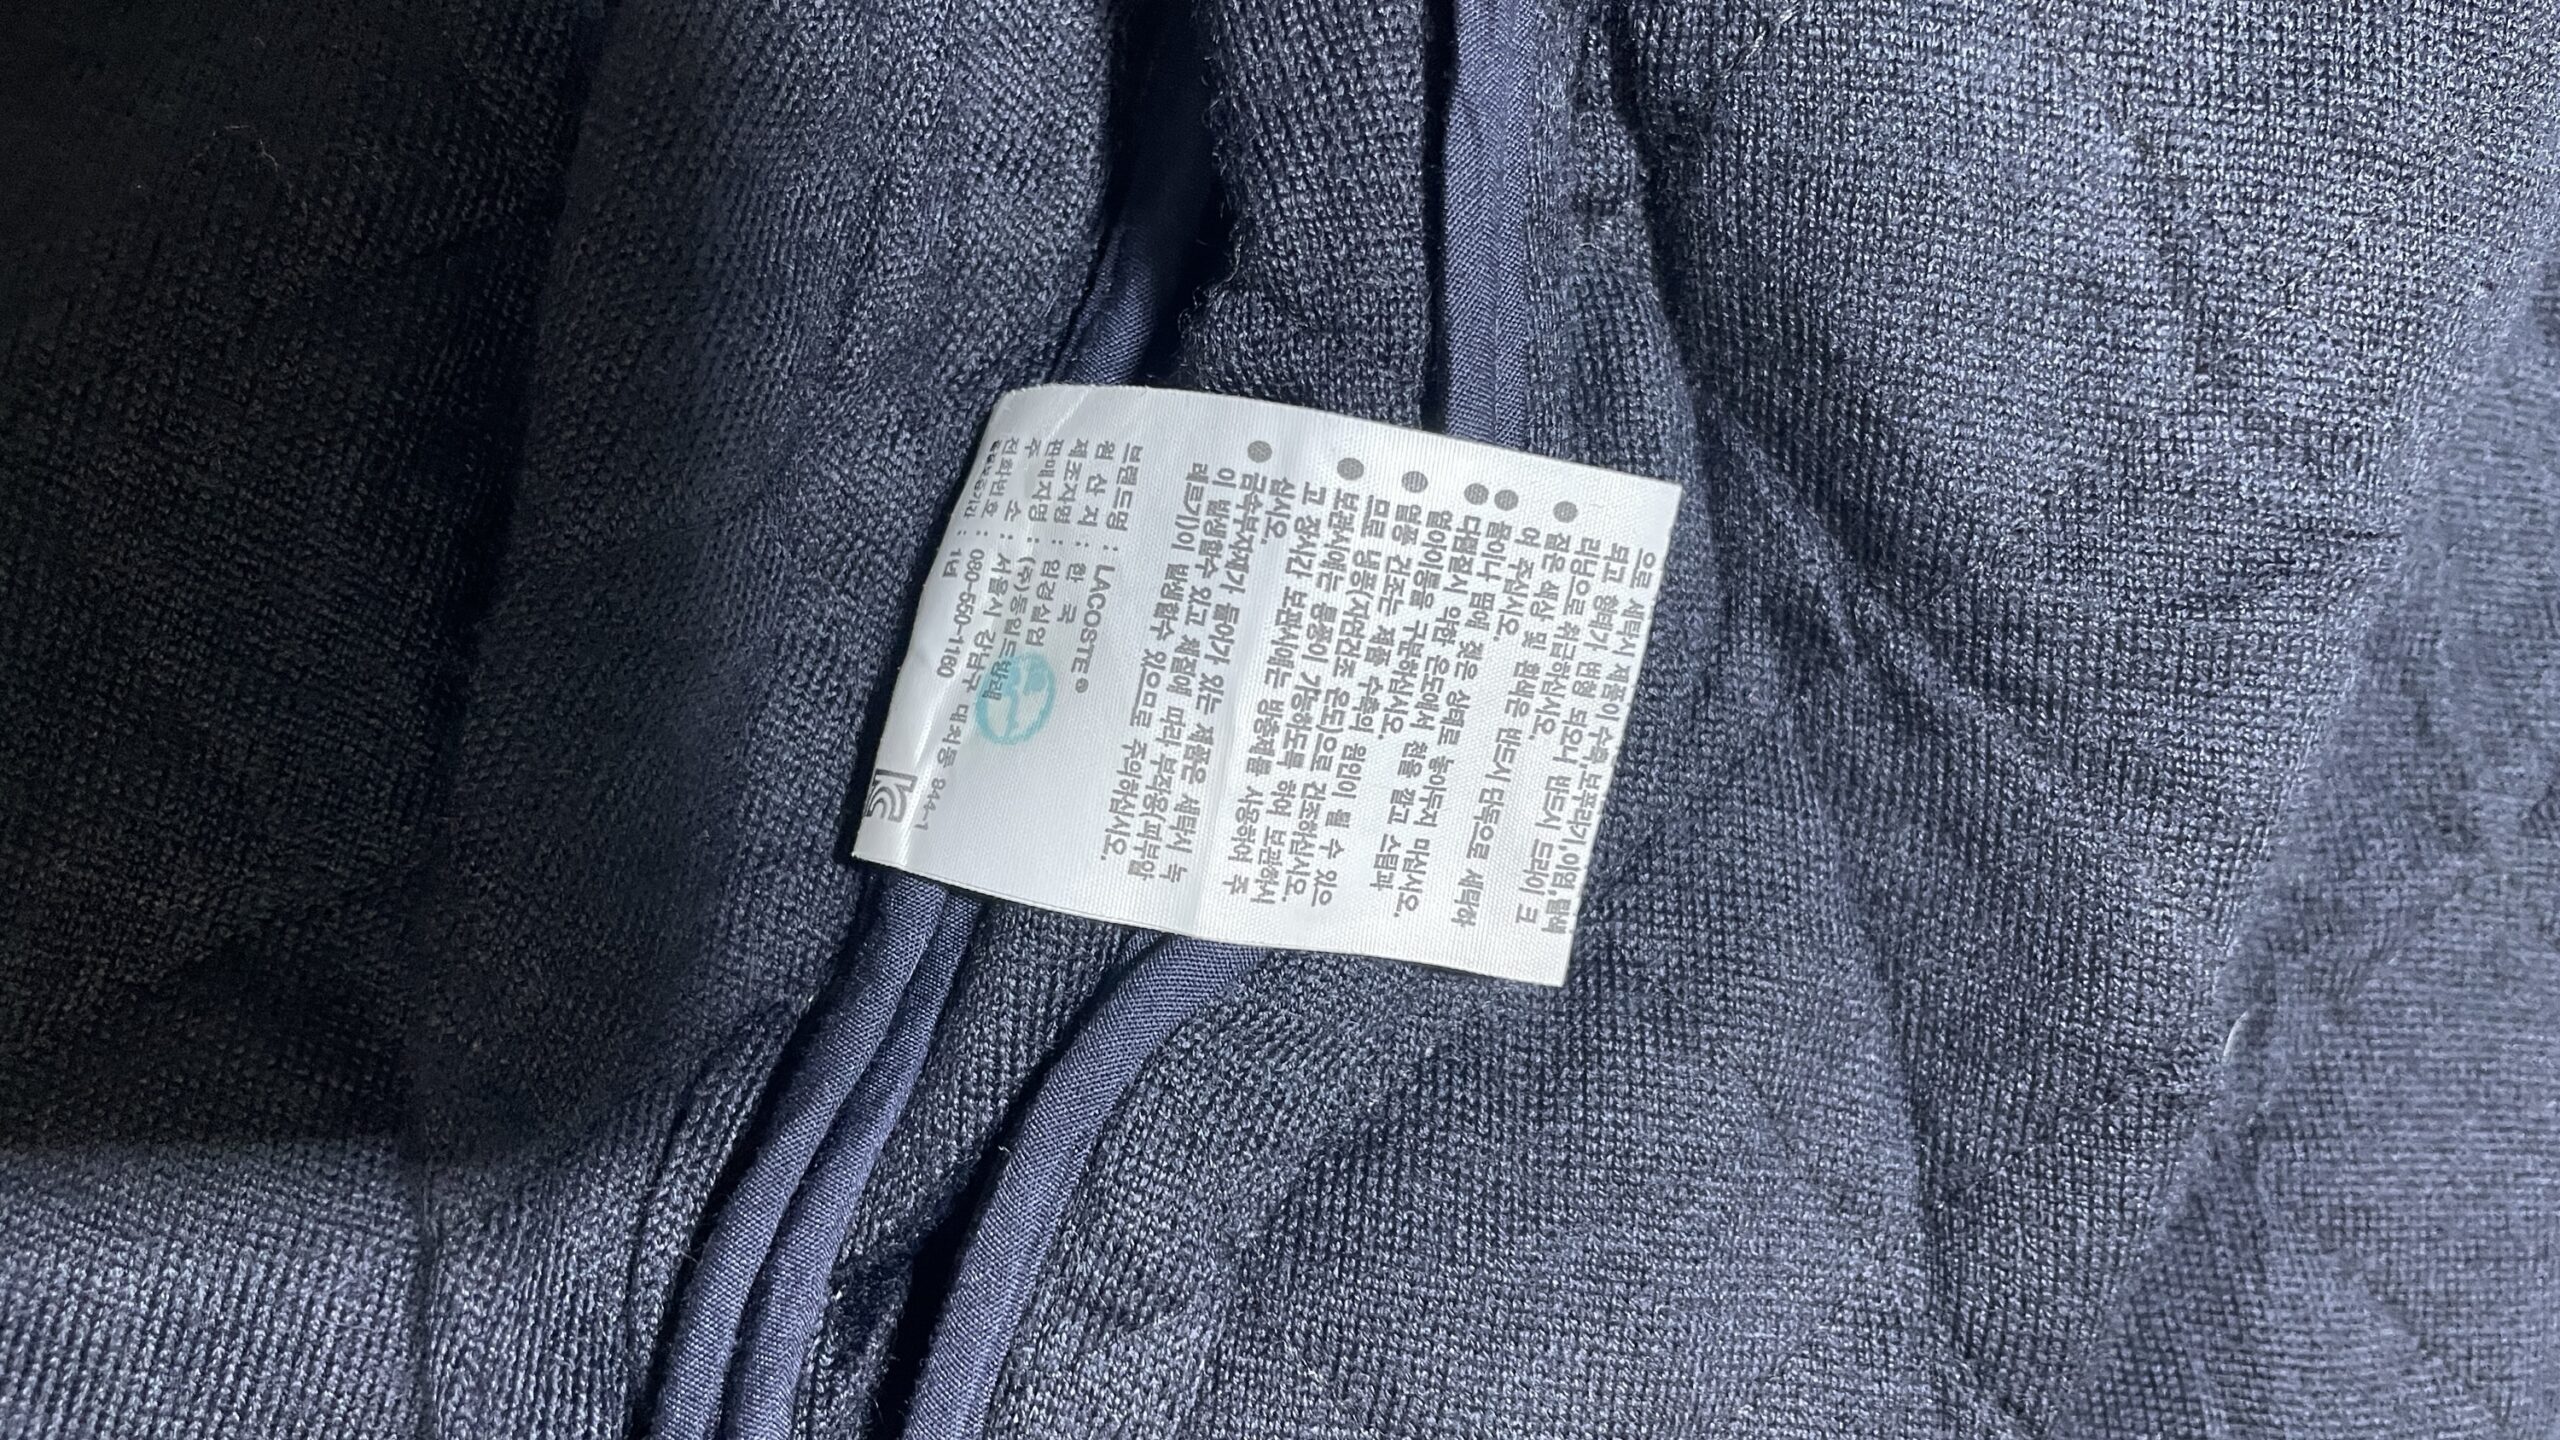 으로 세탁시 제품이 수축,보푸라기,이염,탈색
되고 형태가 변형 되오니 반드시 드라이 크
리닝으로 취급하십시오.
● 짙은 색상 및 흰색은 반드시 단독으로 세탁하
여 주십시오.
● 물이나 땀에 젖은 상태로 놓아두지 마십시오.
● 다림질시 약한 온도에서 천을 깔고 스팀과
열이이롱을 구분하십시오.
● 열풍 건조는 제품 수축의 원인이 될 수 있으
므로 냉풍(자연건조 온도)으로 건조하십시오.
● 보관시에는 통풍이 가능하도록 하여 보관하시
고 장시간 보관시에는 방충제를 사용하여 주
십시오.
● 금속부자재가 들어가 있는 제품은 세탁시 녹
이 발생할수 있고 체질에 따라 부적용(피부알
레르기)이 발생할수 있으므로 주의하십시오.
브랜드명 : LACOSTE®
원 산 지 : 한 국
제조자명 : 인경실업
판매자명 : (주)동일드방레
주 소 : 서울시 강남구 대치동 944-1
전화번호 : 080-550-1160
: 1년